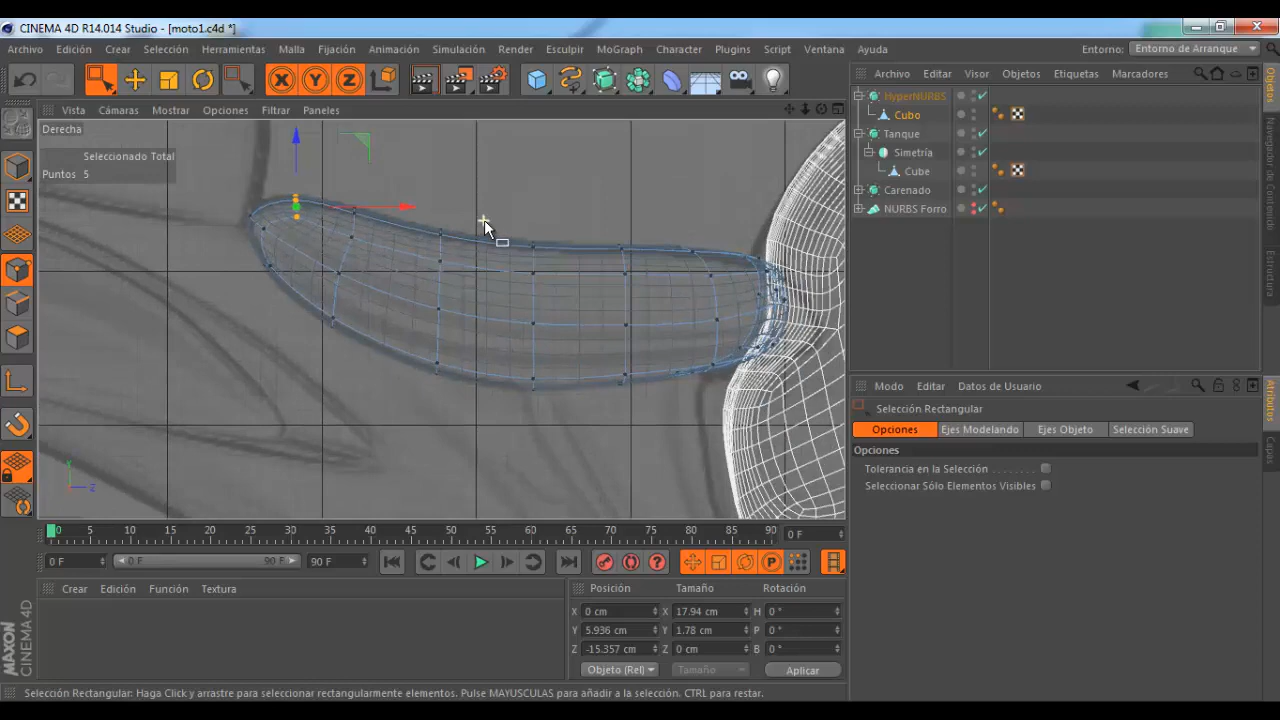 CINEMA 4D R14.014 Studio - [moto1.c4d *]
Archivo Edición Crear Selección Herramientas Malla Fijación Animación Simulación Render Esculpir MoGraph Character Plugins Script Ventana Ayuda Entorno: Entorno de Arranque
X Y Z
Vista Cámaras Mostrar Opciones Filtrar Paneles
Derecha
Seleccionado Total
Puntos 5
Y
Z
Archivo Editar Visor Objetos Etiquetas Marcadores
HyperNURBS
Cubo
Tanque
Simetría
Cube
Carenado
NURBS Forro
Objetos
Navegador de Contenido
Estructura
Modo Editar Datos de Usuario
Selección Rectangular
Opciones Ejes Modelando Ejes Objeto Selección Suave
Opciones
Tolerancia en la Selección
Seleccionar Sólo Elementos Visibles
Atributos
Capas
0 5 10 15 20 25 30 35 40 45 50 55 60 65 70 75 80 85 90 0 F
0 F 0 F 90 F 90 F
P
Crear Edición Función Textura
Posición Tamaño Rotación
X 0 cm X 17.94 cm H 0 °
Y 5.936 cm Y 1.78 cm P 0 °
Z -15.357 cm Z 0 cm B 0 °
Objeto (Rel) Tamaño Aplicar
MAXON
CINEMA 4D
Selección Rectangular: Haga Click y arrastre para seleccionar rectangularmente elementos. Pulse MAYUSCULAS para añadir a la selección. CTRL para restar.